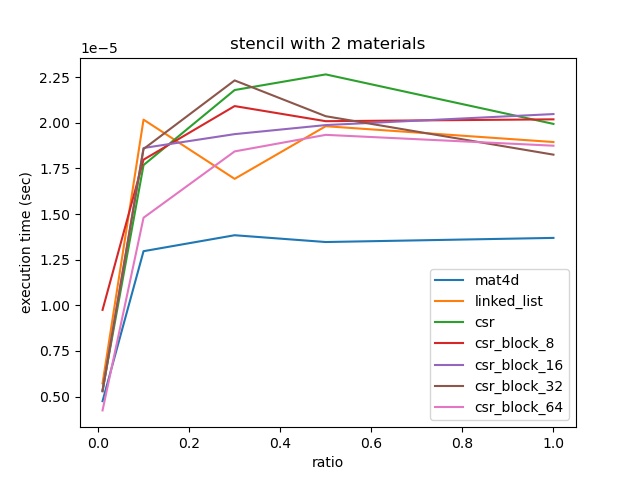 stencil with 2 materials
1e−5
2.25
2.00
1.75
1.50
1.25
1.00
0.75
0.50
execution time (sec)
0.0 0.2 0.4 0.6 0.8 1.0
ratio
mat4d
linked_list
csr
csr_block_8
csr_block_16
csr_block_32
csr_block_64